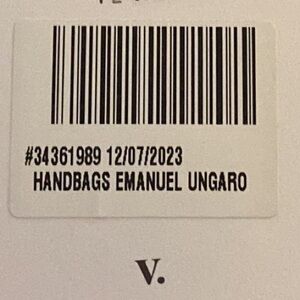 #34361989 12/07/2023
HANDBAGS EMANUEL UNGARO
V.